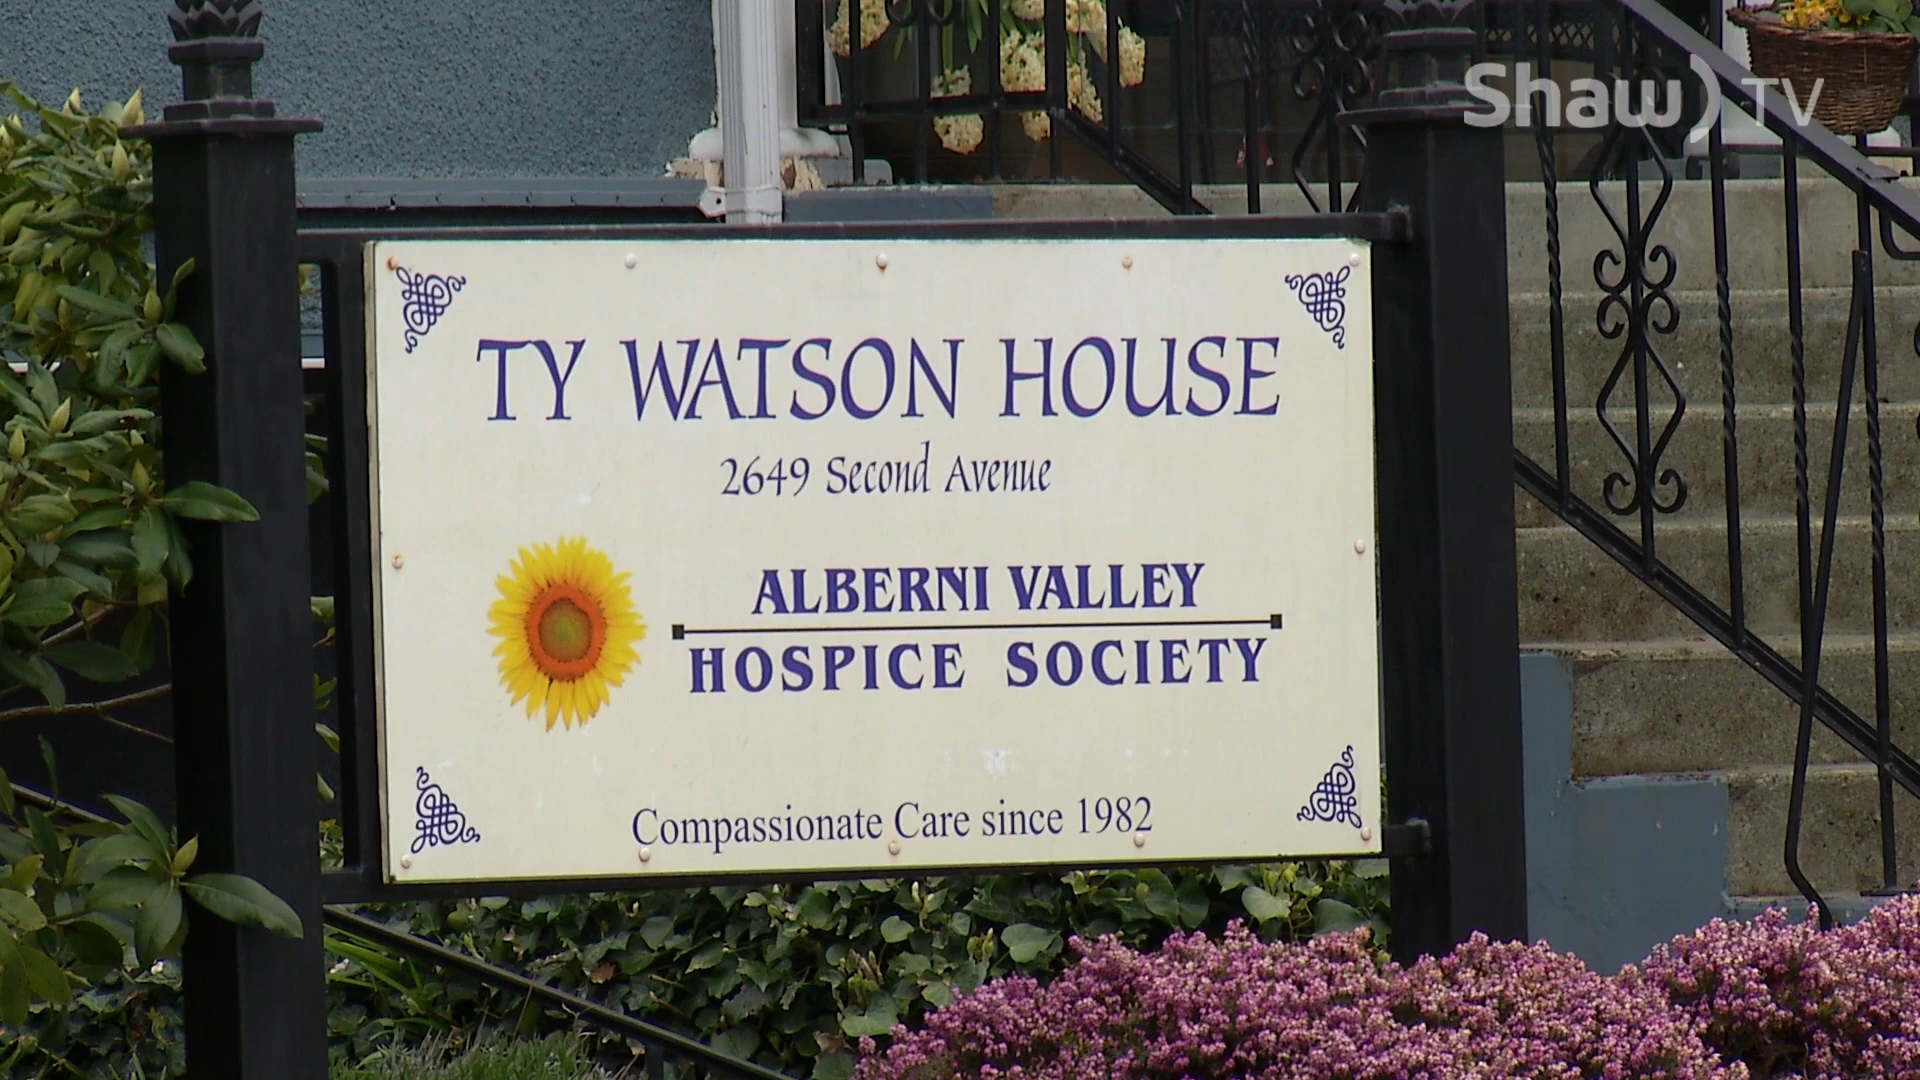 Shaw) TV
TY WATSON HOUSE
2649 Second Avenue
ALBERNI VALLEY
HOSPICE SOCIETY
Compassionate Care since 1982